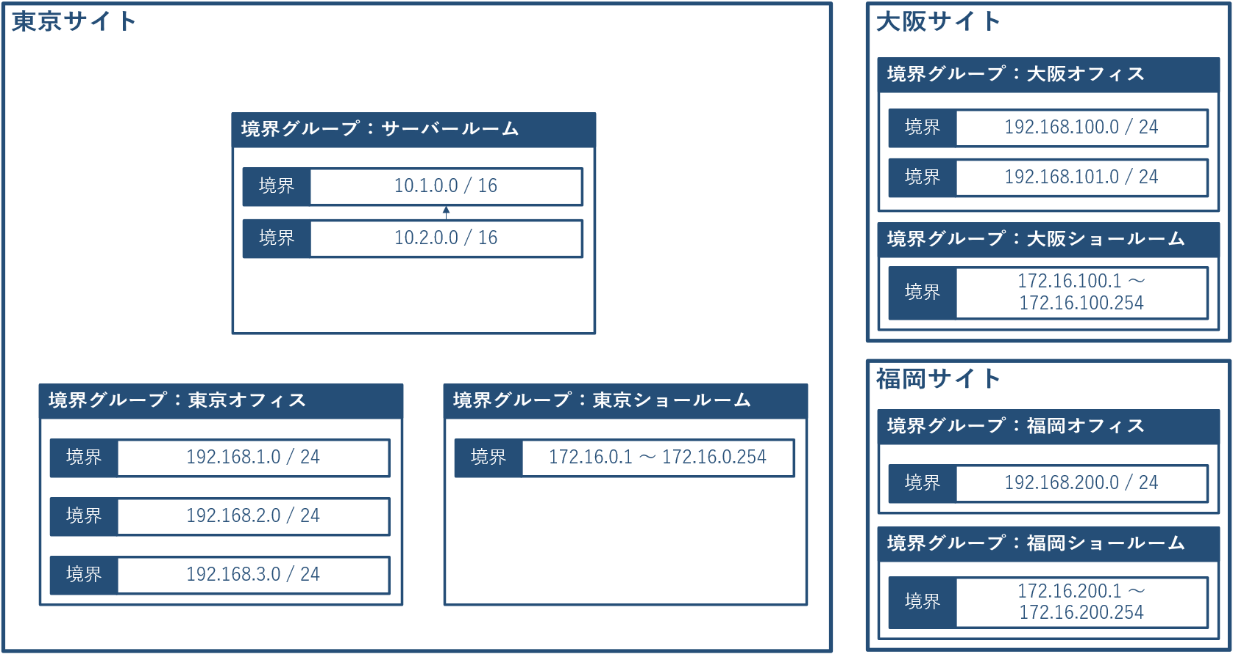 東京サイト
境界グループ：サーバールーム
境界
10.1.0.0 / 16
境界
10.2.0.0 / 16
境界グループ：東京オフィス
境界
192.168.1.0 / 24
境界
192.168.2.0 / 24
境界
192.168.3.0 / 24
境界グループ：東京ショールーム
境界
172.16.0.1 ～ 172.16.0.254
大阪サイト
境界グループ：大阪オフィス
境界
192.168.100.0 / 24
境界
192.168.101.0 / 24
境界グループ：大阪ショールーム
境界
172.16.100.1 ～
172.16.100.254
福岡サイト
境界グループ：福岡オフィス
境界
192.168.200.0 / 24
境界グループ：福岡ショールーム
境界
172.16.200.1 ～
172.16.200.254